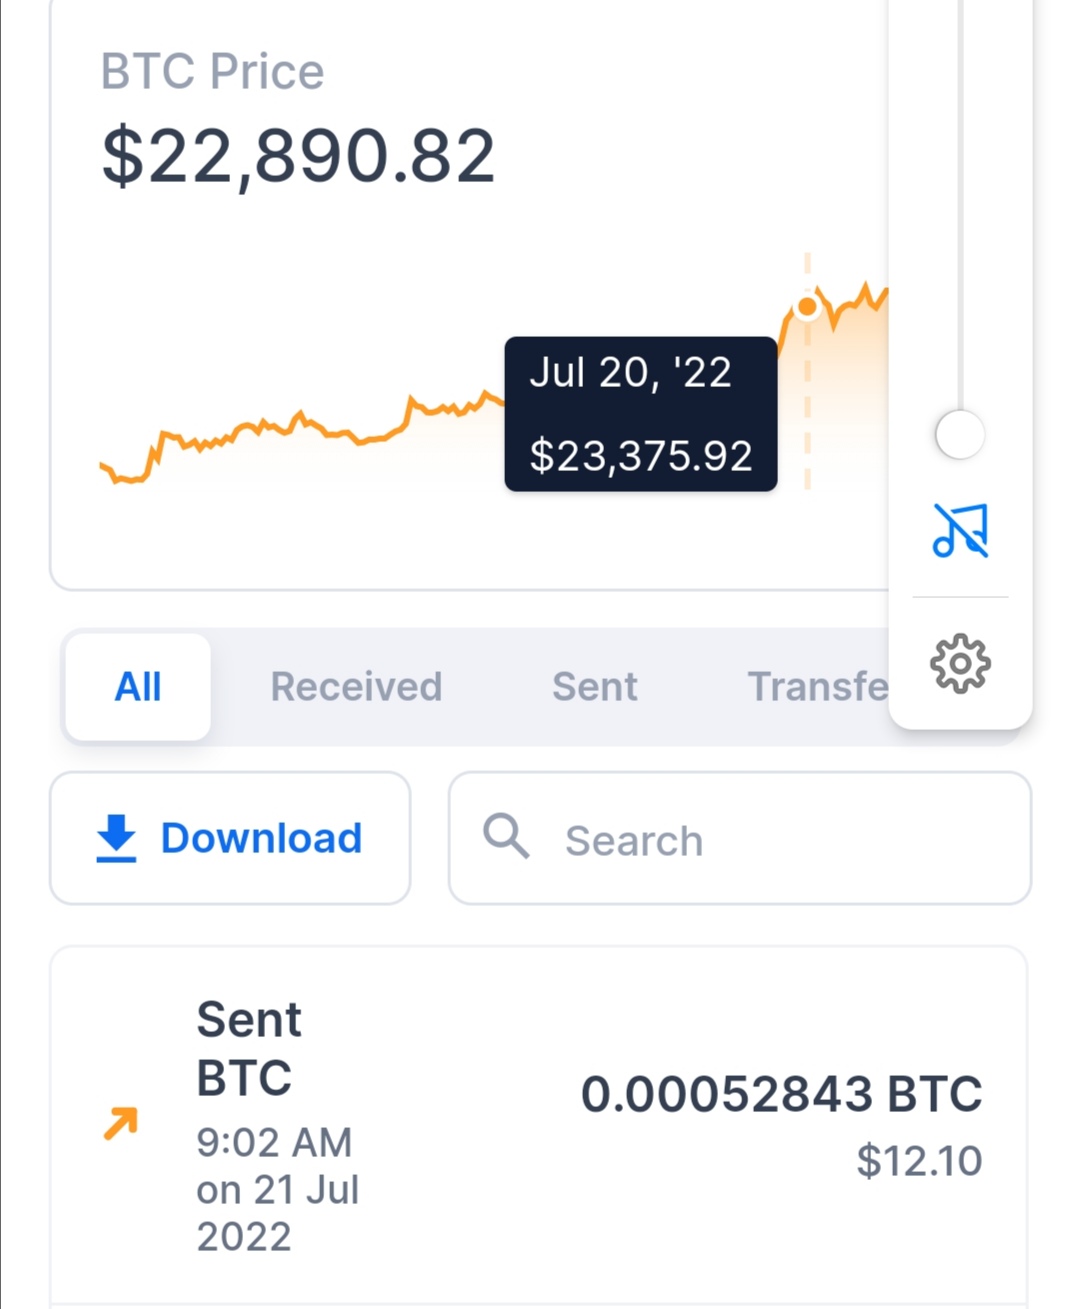 BTC Price
$22,890.82
Jul 20, '22
$23,375.92
All
Received
Sent
Transfe
Download
Search
Sent
BTC
9:02 AM
on 21 Jul
2022
0.00052843 BTC
$12.10